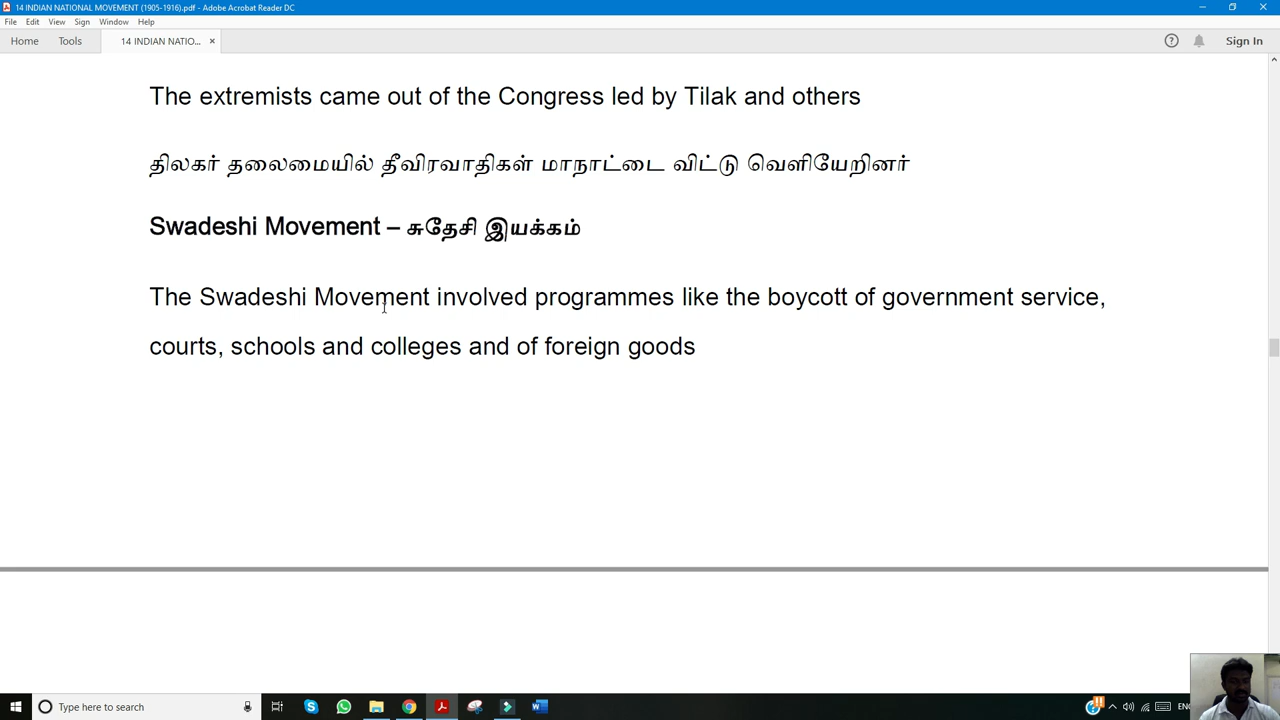 14 INDIAN NATIONAL MOVEMENT (1905-1916).pdf - Adobe Acrobat Reader DC
File Edit View Sign Window Help
Home Tools 14 INDIAN NATIO... × Sign In
The extremists came out of the Congress led by Tilak and others
திலகர் தலைமையில் தீவிரவாதிகள் மாநாட்டை விட்டு வெளியேறினர்
Swadeshi Movement – சுதேசி இயக்கம்
The Swadeshi Movement involved programmes like the boycott of government service,
courts, schools and colleges and of foreign goods
Type here to search